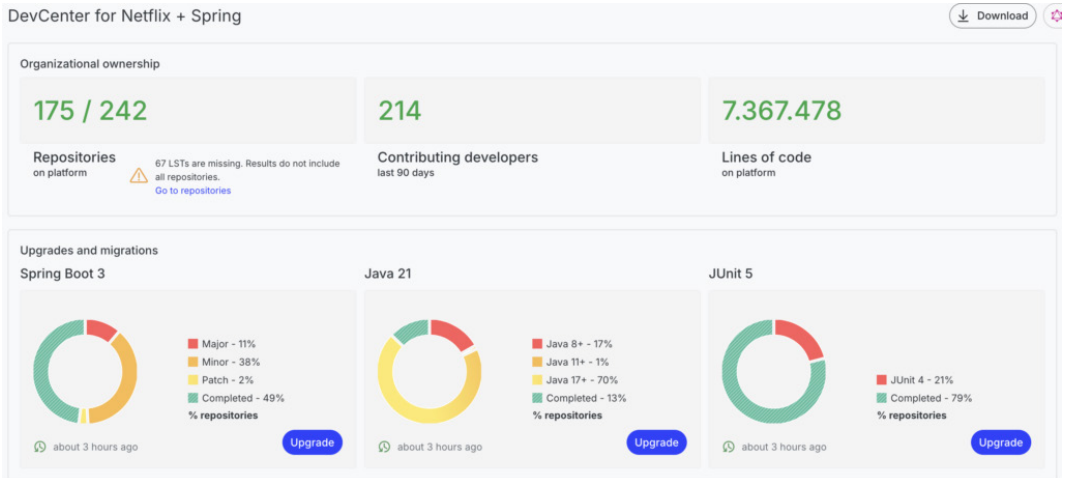 DevCenter for Netflix + Spring
Download
Organizational ownership
175 / 242
214
7.367.478
Repositories
on platform
67 LSTs are missing. Results do not include
all repositories.
Go to repositories
Contributing developers
last 90 days
Lines of code
on platform
Upgrades and migrations
Spring Boot 3
Java 21
JUnit 5
Major - 11%
Minor - 38%
Patch - 2%
Completed - 49%
% repositories
about 3 hours ago
Upgrade
Java 8+ - 17%
Java 11+ - 1%
Java 17+ - 70%
Completed - 13%
% repositories
about 3 hours ago
Upgrade
JUnit 4 - 21%
Completed - 79%
% repositories
about 3 hours ago
Upgrade